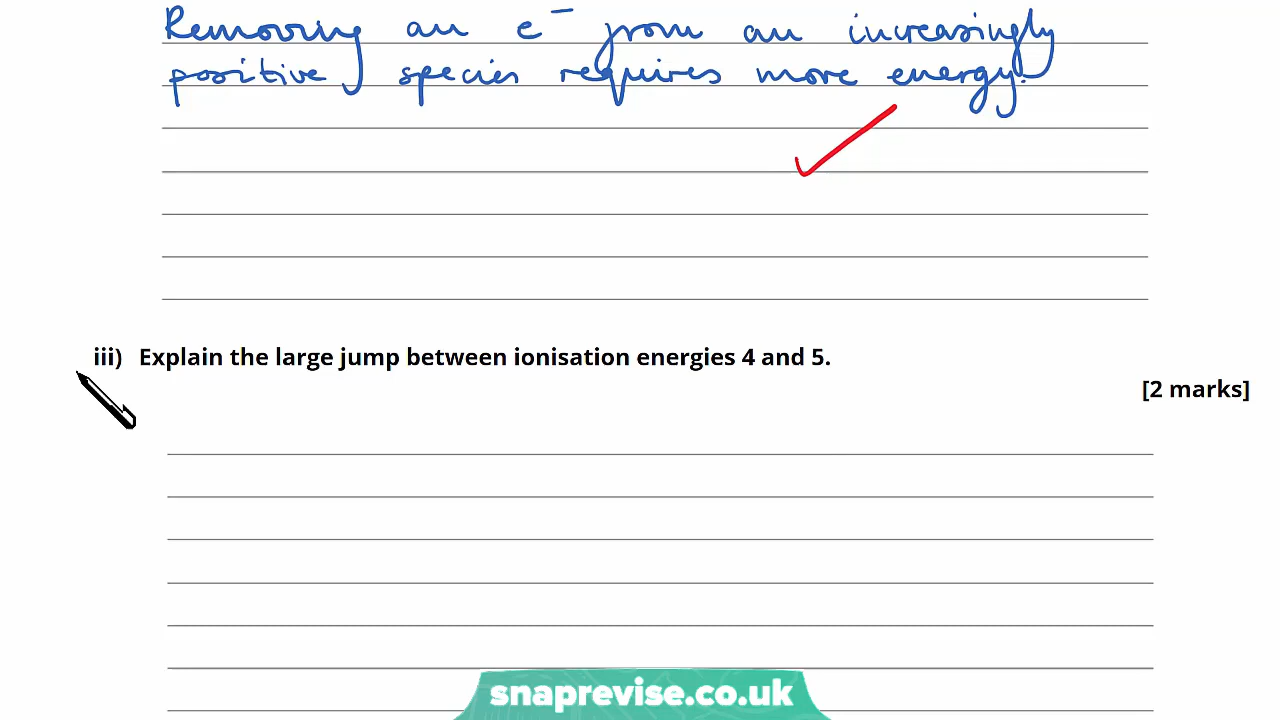 Removing an e⁻ from an increasingly
positive species requires more energy.
iii) Explain the large jump between ionisation energies 4 and 5.
[2 marks]
snaprevise.co.uk